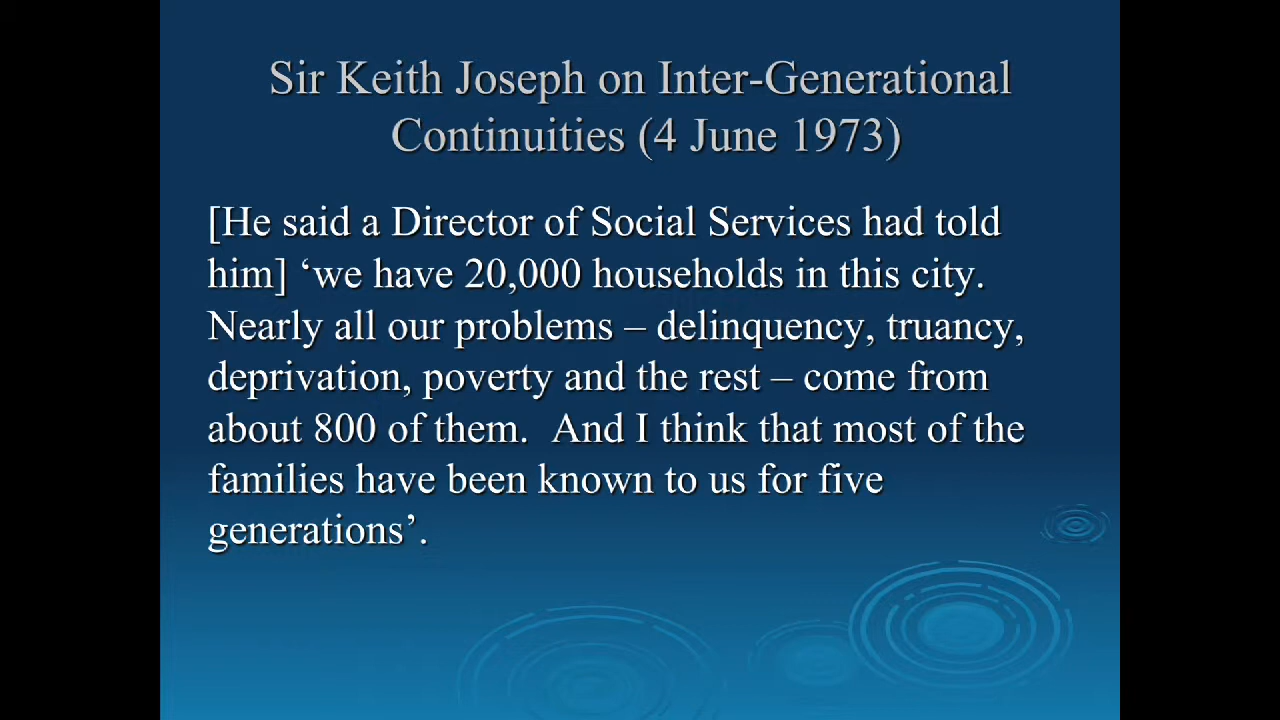 Sir Keith Joseph on Inter-Generational
Continuities (4 June 1973)
[He said a Director of Social Services had told
him] ‘we have 20,000 households in this city.
Nearly all our problems – delinquency, truancy,
deprivation, poverty and the rest – come from
about 800 of them.  And I think that most of the
families have been known to us for five
generations’.